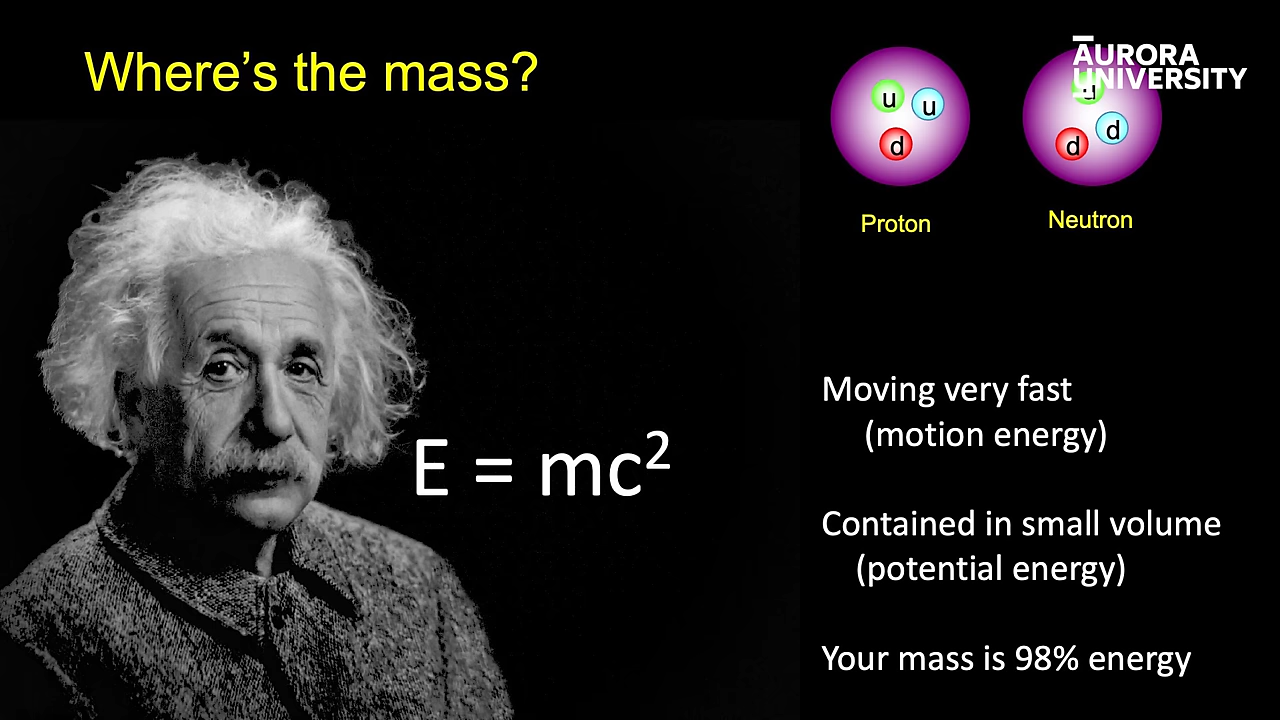 Where's the mass?
ĀURORA
UNIVERSITY
u
u
d
u
d
d
Proton
Neutron
E = mc²
Moving very fast
(motion energy)
Contained in small volume
(potential energy)
Your mass is 98% energy